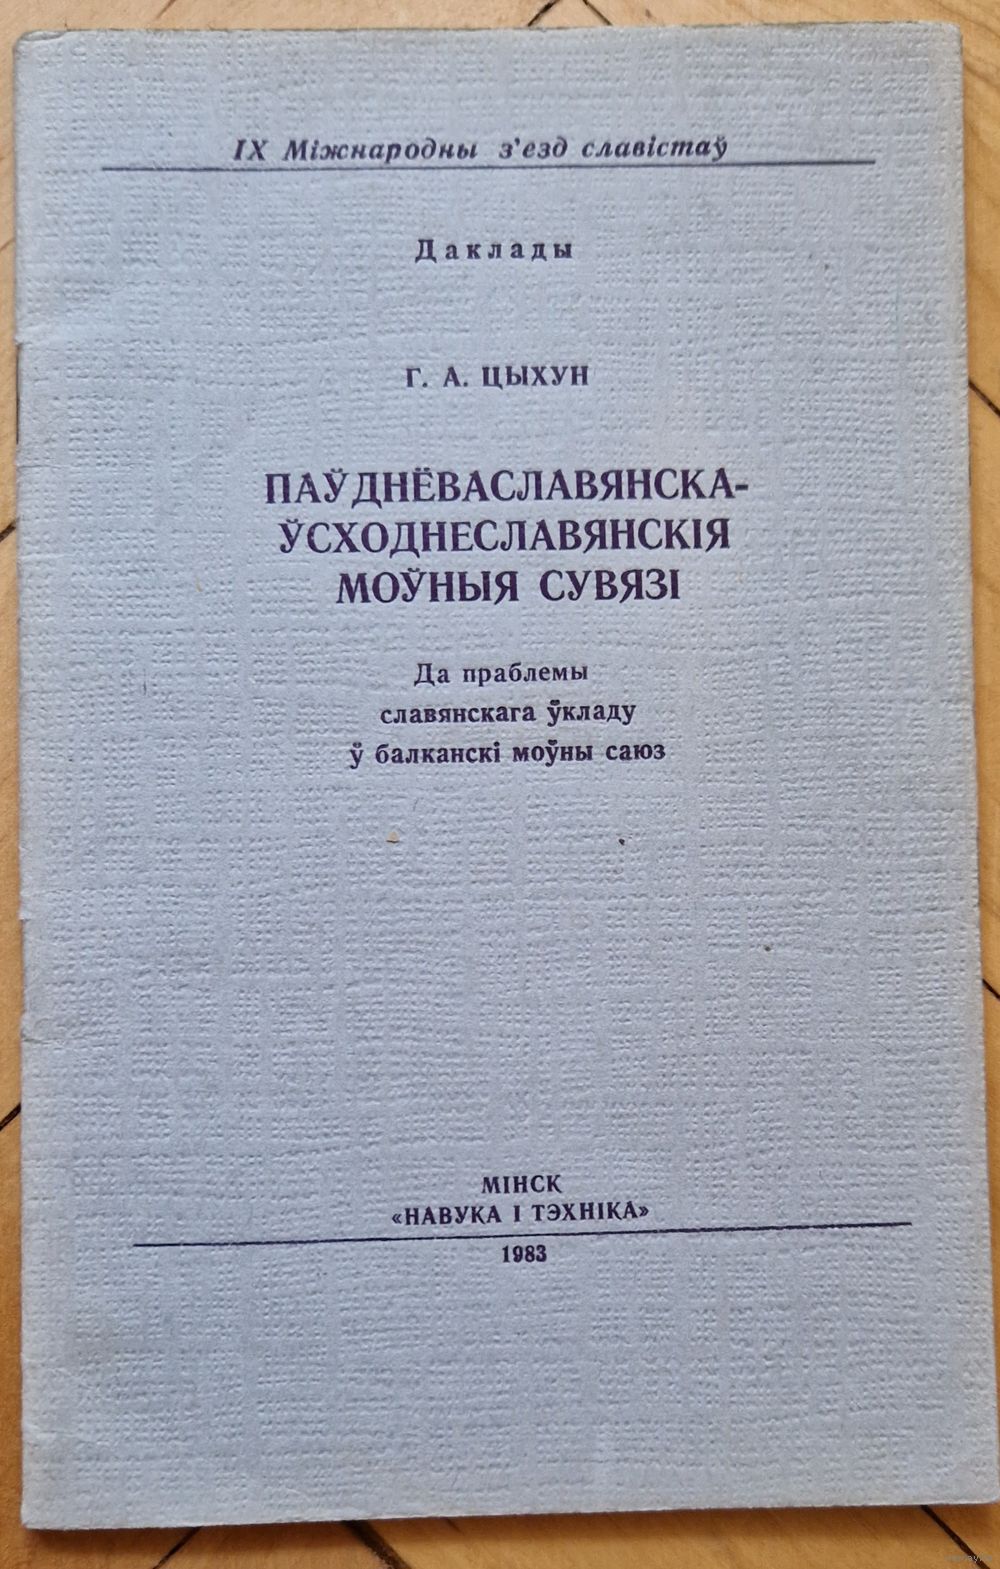 IX Міжнародны з'езд славістаў
Даклады
Г. А. ЦЫХУН
ПАЎДНЁВАСЛАВЯНСКА-
ЎСХОДНЕСЛАВЯНСКІЯ
МОЎНЫЯ СУВЯЗІ
Да праблемы
славянскага ўкладу
ў балканскі моўны саюз
МІНСК
«НАВУКА І ТЭХНІКА»
1983